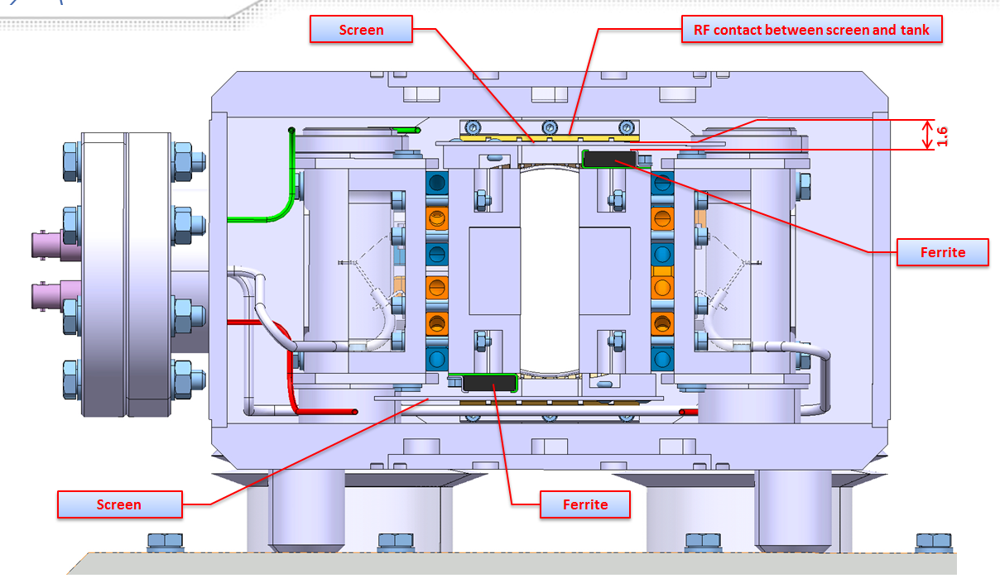 Screen
RF contact between screen and tank
1.6
Ferrite
Screen
Ferrite